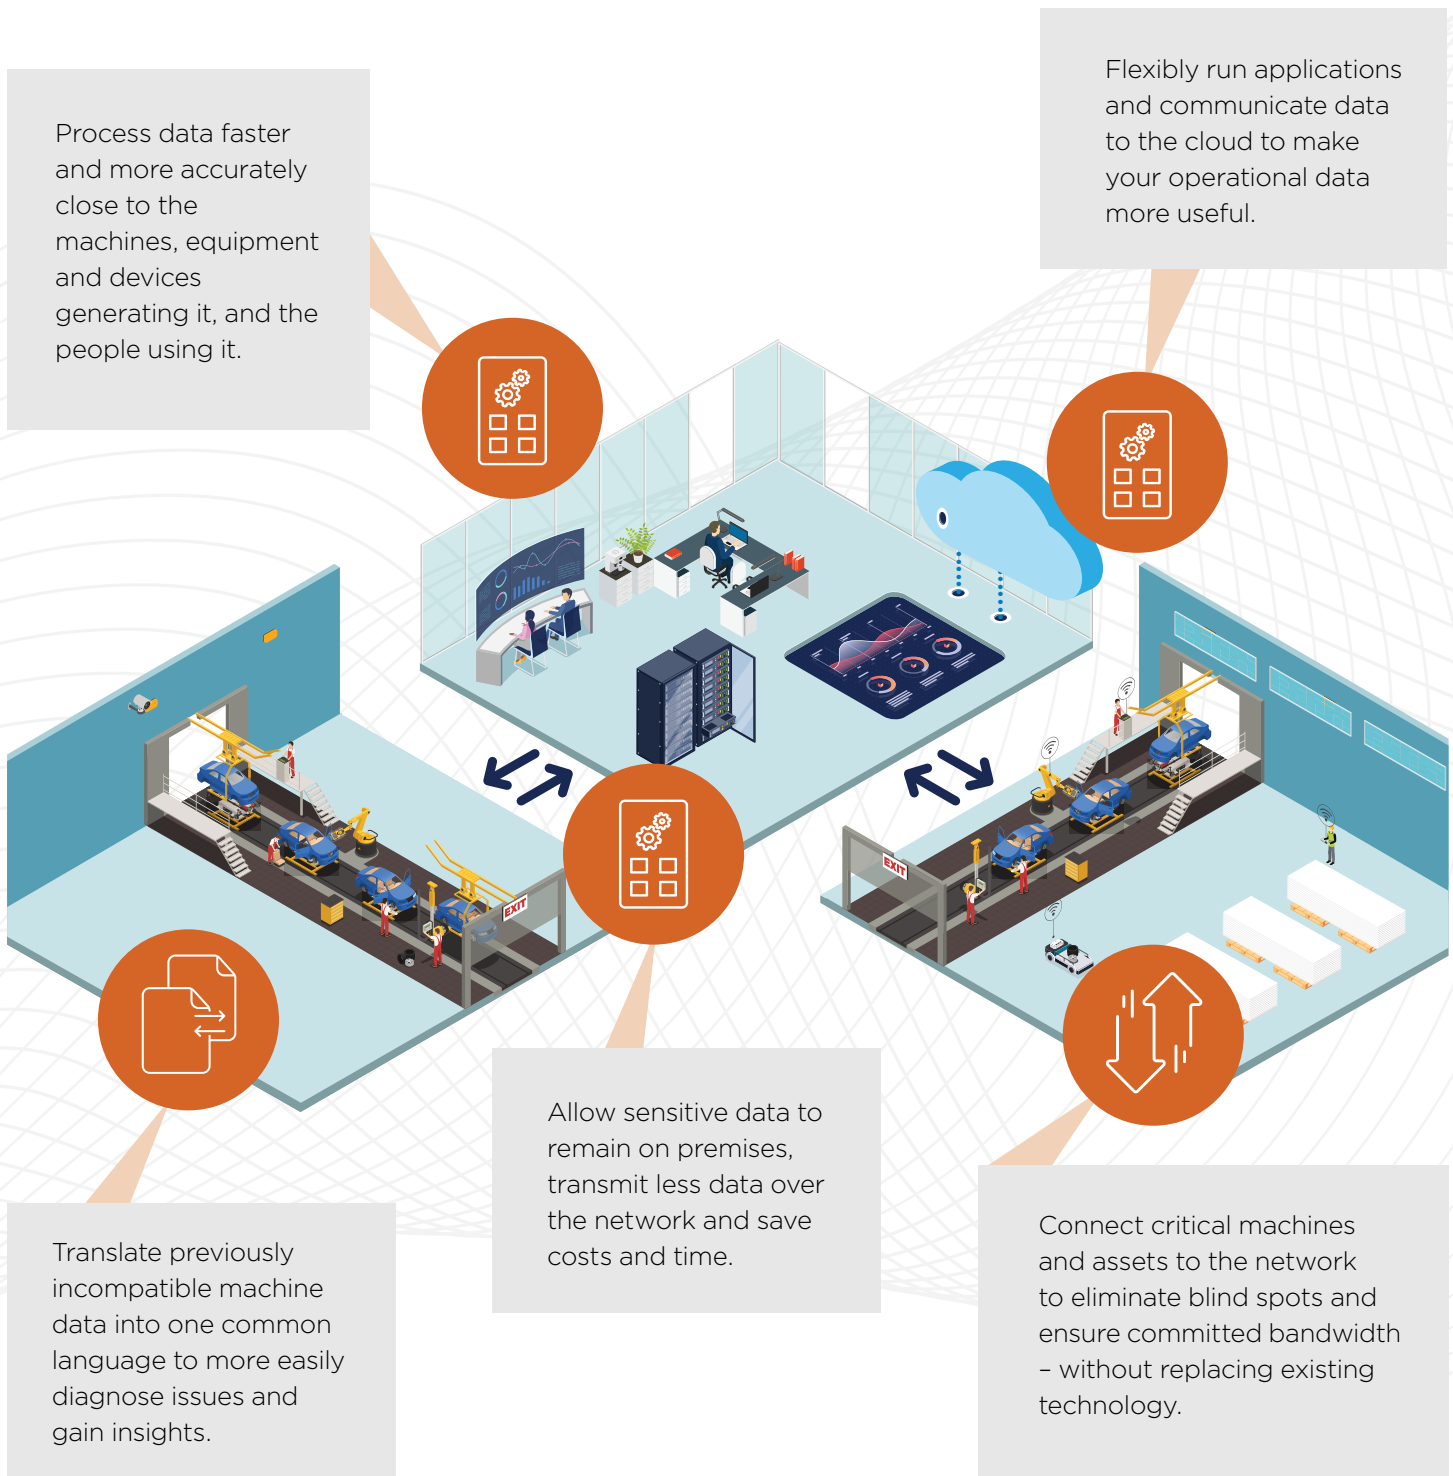 Flexibly run applications
and communicate data
to the cloud to make
your operational data
more useful.
Process data faster
and more accurately
close to the
machines, equipment
and devices
generating it, and the
people using it.
EXIT
EXIT
Allow sensitive data to
remain on premises,
transmit less data over
the network and save
costs and time.
Connect critical machines
and assets to the network
to eliminate blind spots and
ensure committed bandwidth
– without replacing existing
technology.
Translate previously
incompatible machine
data into one common
language to more easily
diagnose issues and
gain insights.